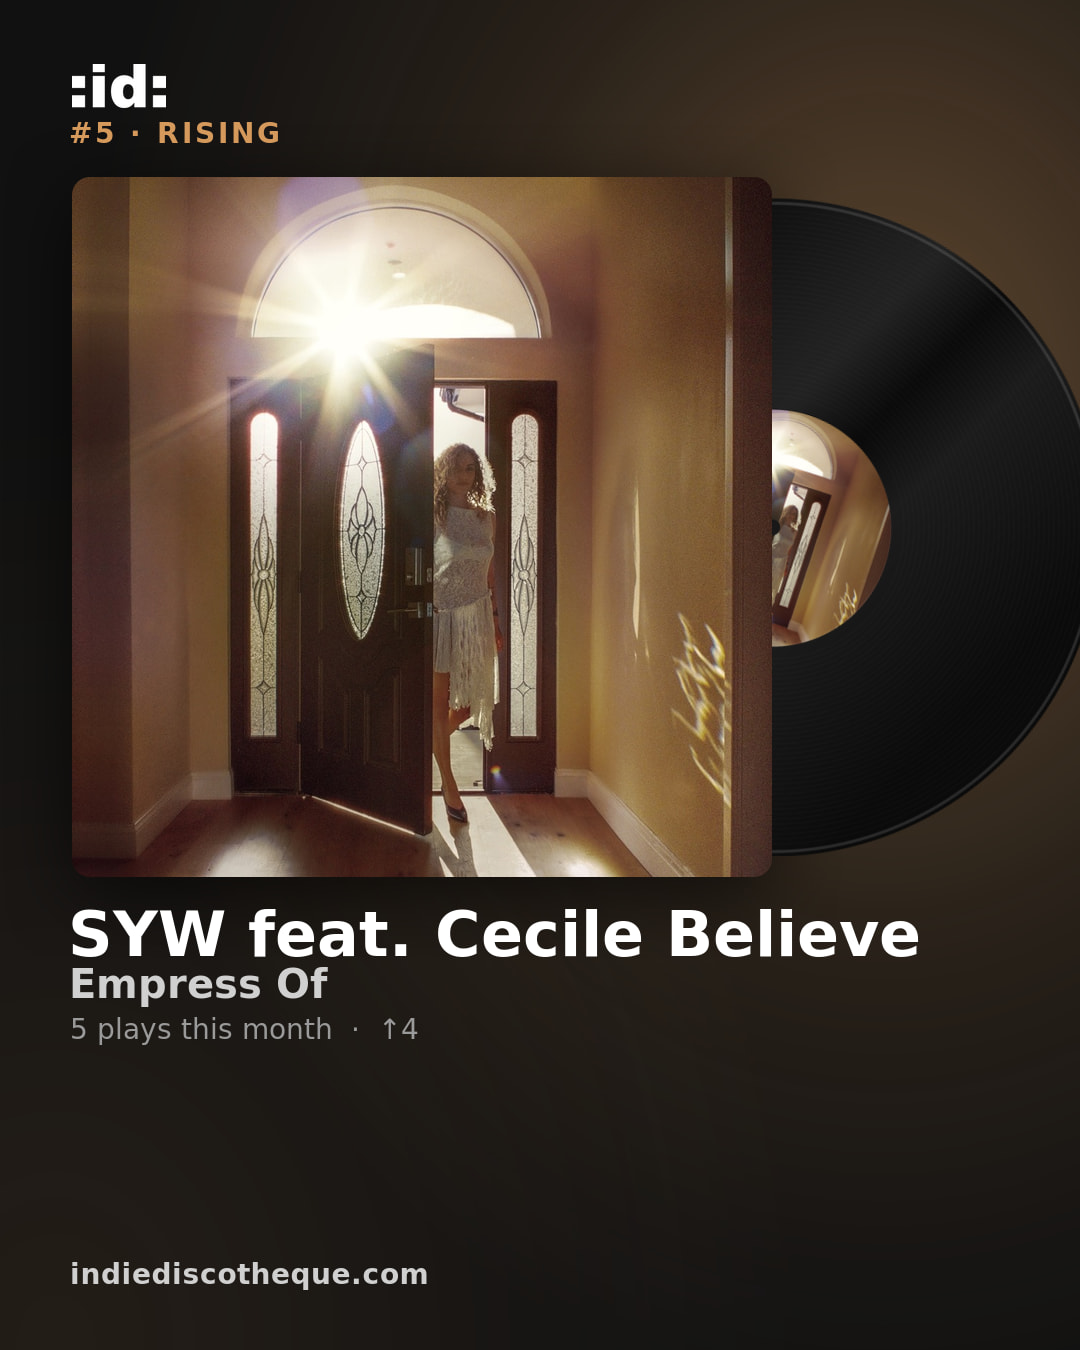 :id:
#5 · RISING
SYW feat. Cecile Believe
Empress Of
5 plays this month · ↑4
indiediscotheque.com